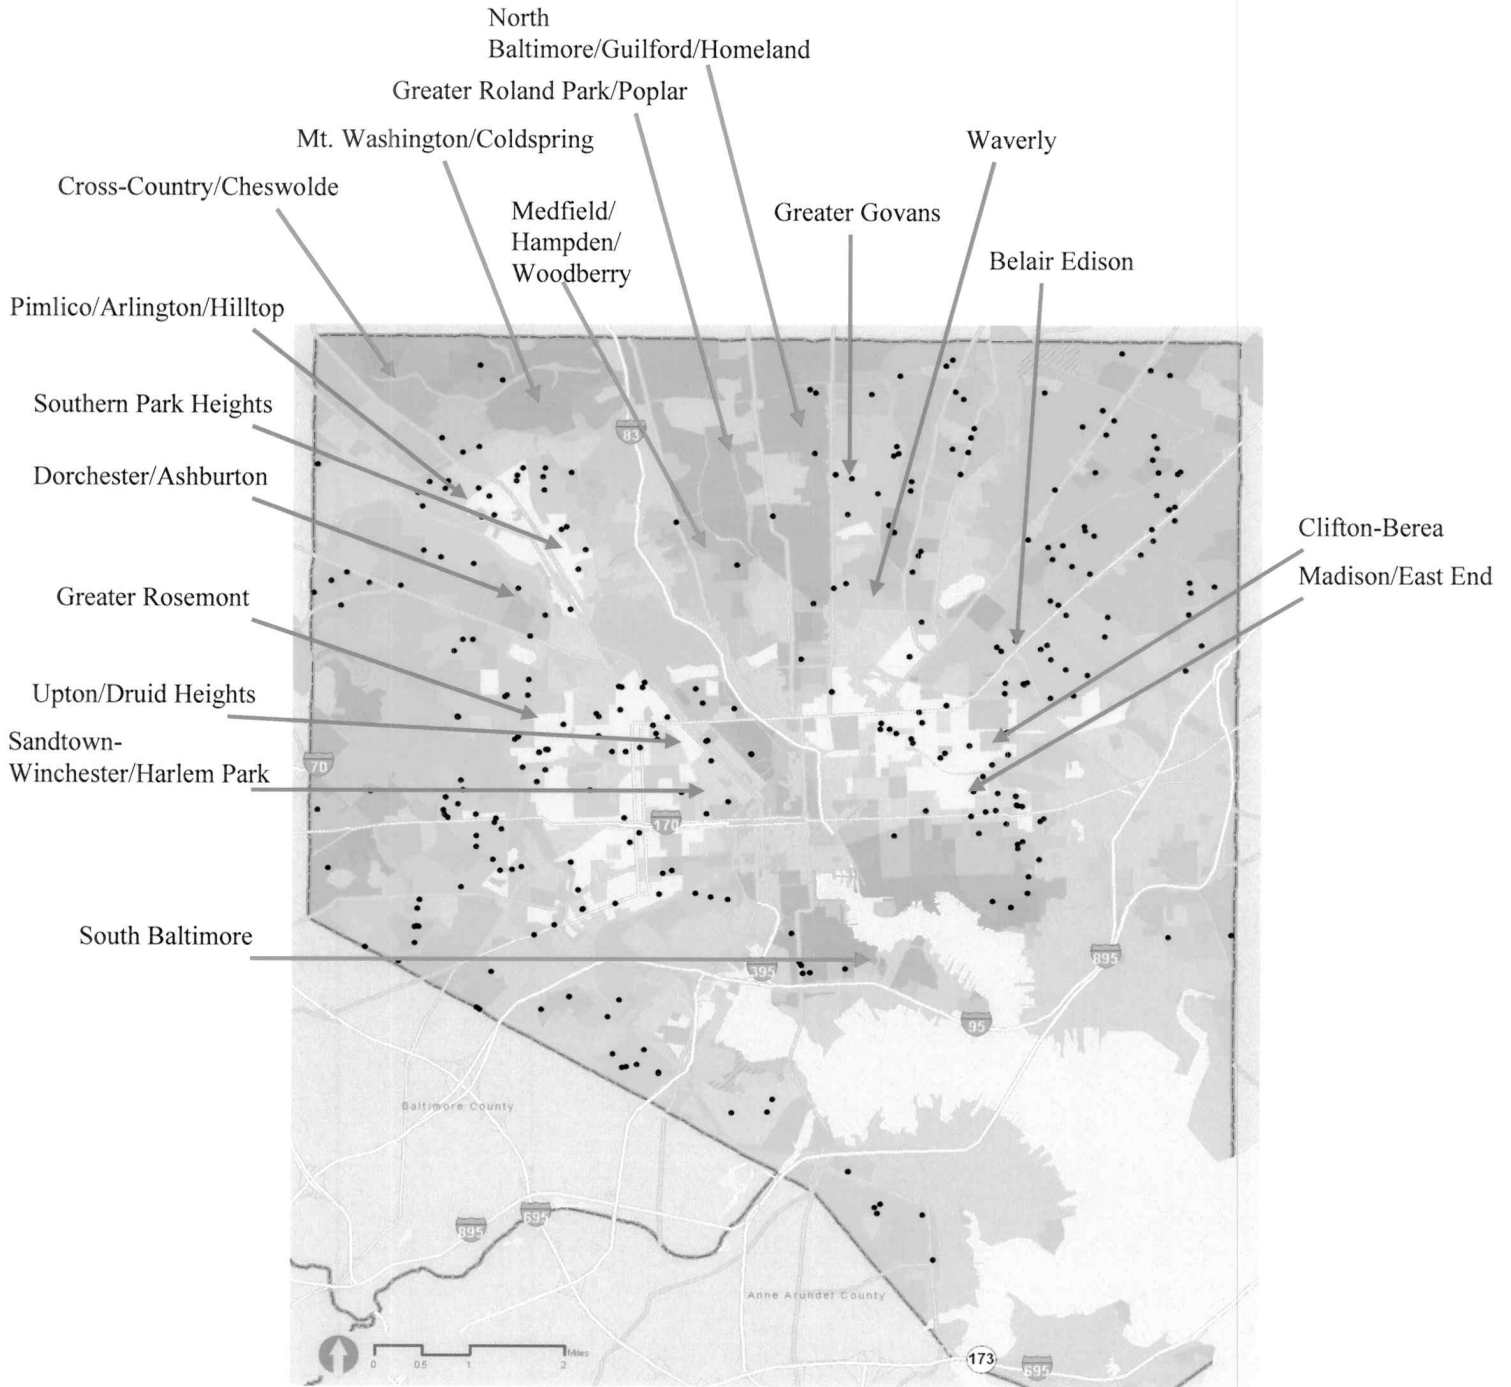 North
Baltimore/Guilford/Homeland
Greater Roland Park/Poplar
Mt. Washington/Coldspring
Waverly
Cross-Country/Cheswolde
Medfield/
Hampden/
Woodberry
Greater Govans
Belair Edison
Pimlico/Arlington/Hilltop
Southern Park Heights
83
Dorchester/Ashburton
Clifton-Berea
Madison/East End
Greater Rosemont
Upton/Druid Heights
Sandtown-
Winchester/Harlem Park
70
170
South Baltimore
395
895
95
Baltimore County
895
695
Anne Arundel County
0 0.5 1 2
Miles
173
695